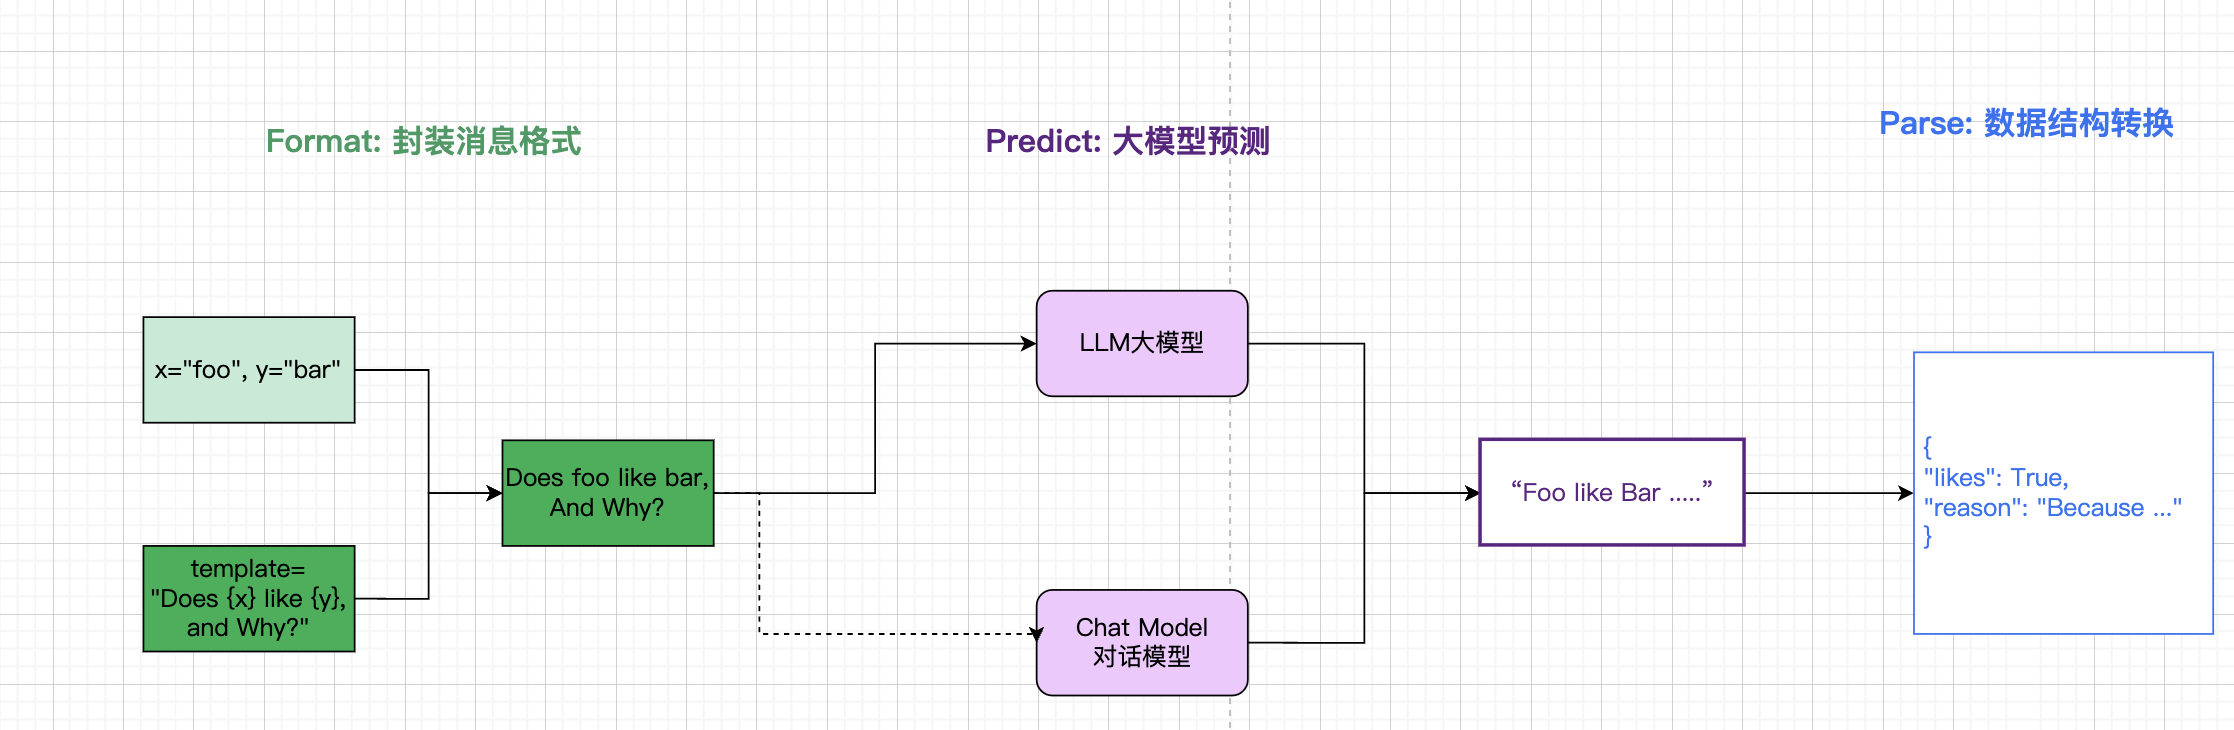 Format: 封装消息格式
Predict: 大模型预测
Parse: 数据结构转换
x="foo", y="bar"
template=
"Does {x} like {y},
and Why?"
Does foo like bar,
And Why?
LLM大模型
Chat Model
对话模型
“Foo like Bar .....”
{
"likes": True,
"reason": "Because ..."
}